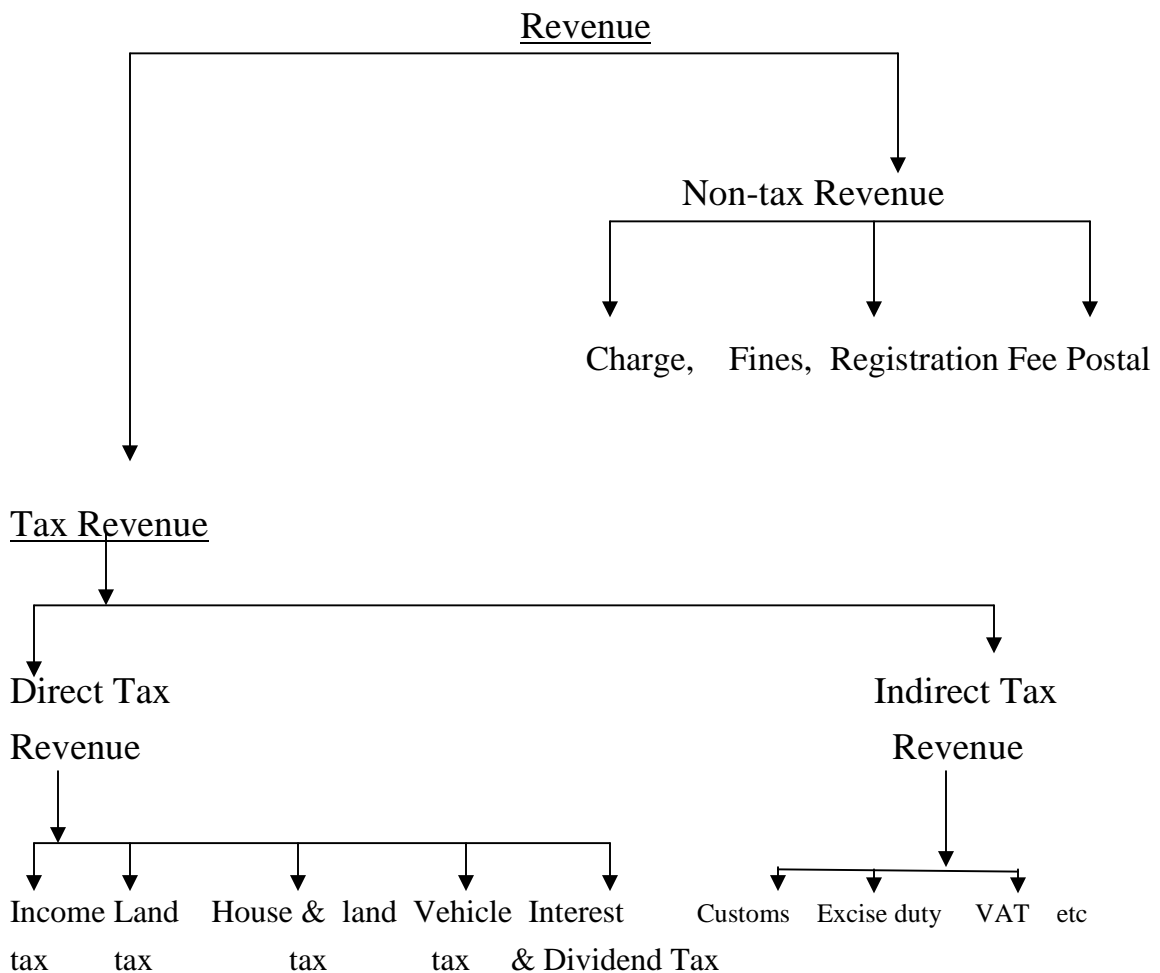 Revenue
Non-tax Revenue
Charge, Fines, Registration Fee Postal
Tax Revenue
Direct Tax Indirect Tax
Revenue Revenue
Income Land House & land Vehicle Interest Customs Excise duty VAT etc
tax tax tax tax & Dividend Tax